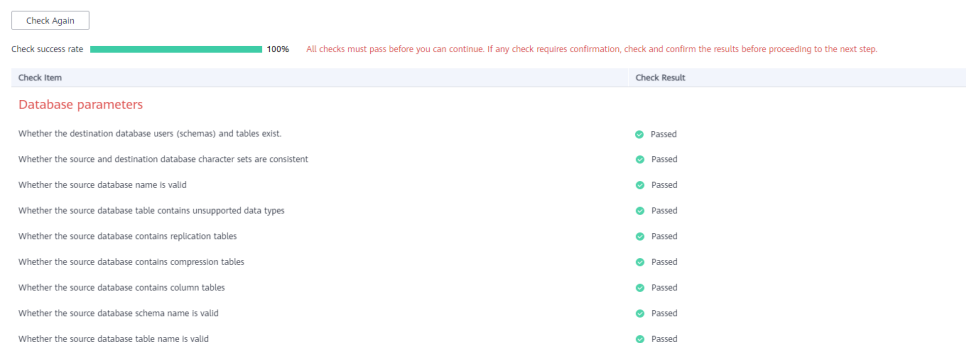 Check Again
Check success rate 100% All checks must pass before you can continue. If any check requires confirmation, check and confirm the results before proceeding to the next step.
Check Item Check Result
Database parameters
Whether the destination database users (schemas) and tables exist. Passed
Whether the source and destination database character sets are consistent Passed
Whether the source database name is valid Passed
Whether the source database table contains unsupported data types Passed
Whether the source database contains replication tables Passed
Whether the source database contains compression tables Passed
Whether the source database contains column tables Passed
Whether the source database schema name is valid Passed
Whether the source database table name is valid Passed